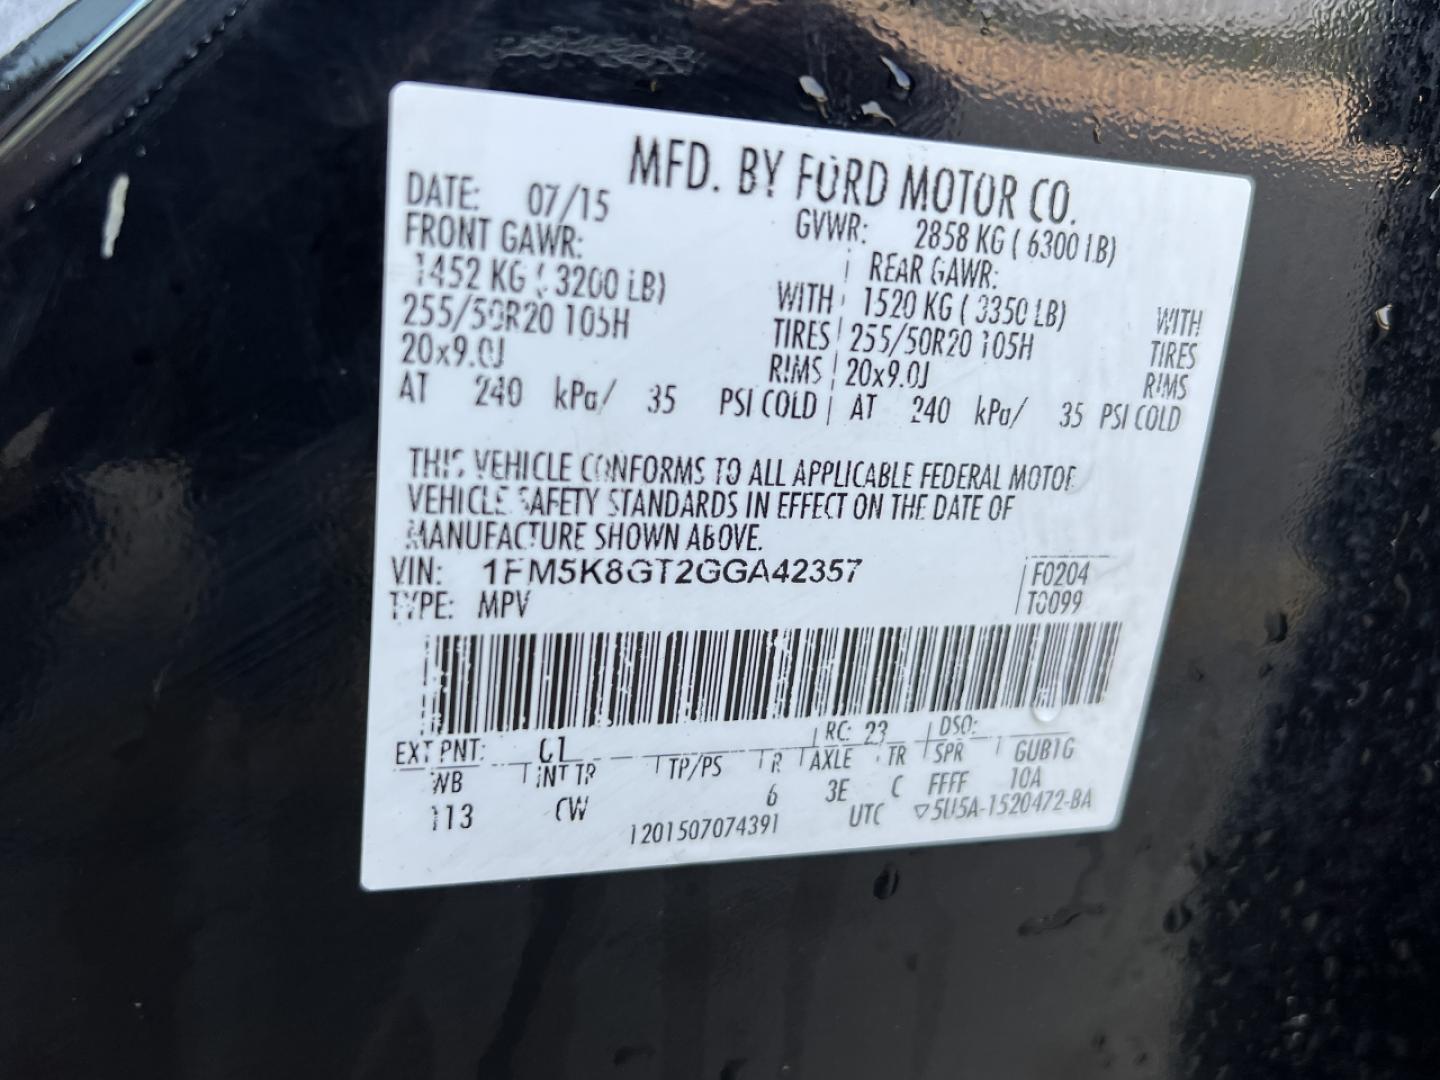 MFD. BY FORD MOTOR CO.
DATE: 07/15 GVWR: 2858 KG ( 6300 LB)
FRONT GAWR: REAR GAWR:
1452 KG ( 3200 LB) WITH 1520 KG ( 3350 LB) WITH
255/50R20 105H TIRES 255/50R20 105H TIRES
20x9.0J RIMS 20x9.0J RIMS
AT 240 kPa/ 35 PSI COLD AT 240 kPa/ 35 PSI COLD
THIS VEHICLE CONFORMS TO ALL APPLICABLE FEDERAL MOTOR
VEHICLE SAFETY STANDARDS IN EFFECT ON THE DATE OF
MANUFACTURE SHOWN ABOVE.
VIN: 1FM5K8GT2GGA42357 F0204
TYPE: MPV T0099
EXT PNT: G1 RC: 23 DSO:
WB INT TR TP/PS R AXLE TR SPR GUB1G
113 CW 6 3E C FFFF 10A
1201507074391 UTC ▽5U5A-1520472-BA